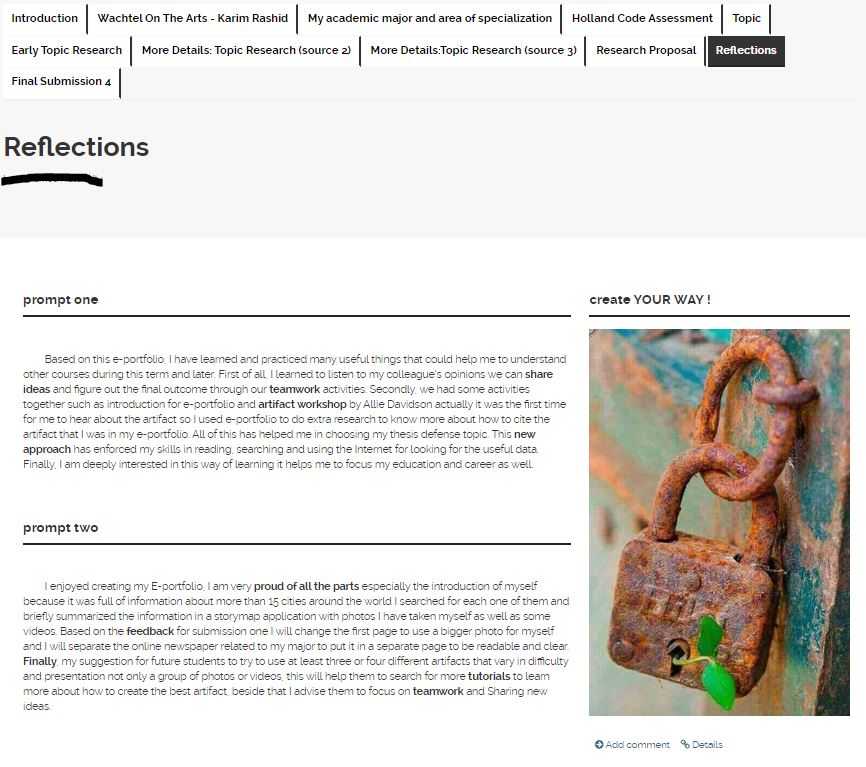 Introduction
Wachtel On The Arts - Karim Rashid
My academic major and area of specialization
Holland Code Assessment
Topic
Early Topic Research
More Details: Topic Research (source 2)
More Details:Topic Research (source 3)
Research Proposal
Reflections
Final Submission 4
Reflections
prompt one
Based on this e-portfolio, I have learned and practiced many useful things that could help me to understand
other courses during this term and later. First of all, I learned to listen to my colleague's opinions we can share
ideas and figure out the final outcome through our teamwork activities. Secondly, we had some activities
together such as introduction for e-portfolio and artifact workshop by Allie Davidson actually it was the first time
for me to hear about the artifact so I used e-portfolio to do extra research to know more about how to cite the
artifact that I was in my e-portfolio. All of this has helped me in choosing my thesis defense topic. This new
approach has enforced my skills in reading, searching and using the Internet for looking for the useful data.
Finally, I am deeply interested in this way of learning it helps me to focus my education and career as well.
prompt two
I enjoyed creating my E-portfolio, I am very proud of all the parts especially the introduction of myself
because it was full of information about more than 15 cities around the world I searched for each one of them and
briefly summarized the information in a storymap application with photos I have taken myself as well as some
videos. Based on the feedback for submission one I will change the first page to use a bigger photo for myself
and I will separate the online newspaper related to my major to put it in a separate page to be readable and clear.
Finally, my suggestion for future students to try to use at least three or four different artifacts that vary in difficulty
and presentation not only a group of photos or videos, this will help them to search for more tutorials to learn
more about how to create the best artifact, beside that I advise them to focus on teamwork and Sharing new
ideas.
create YOUR WAY !
Add comment
Details